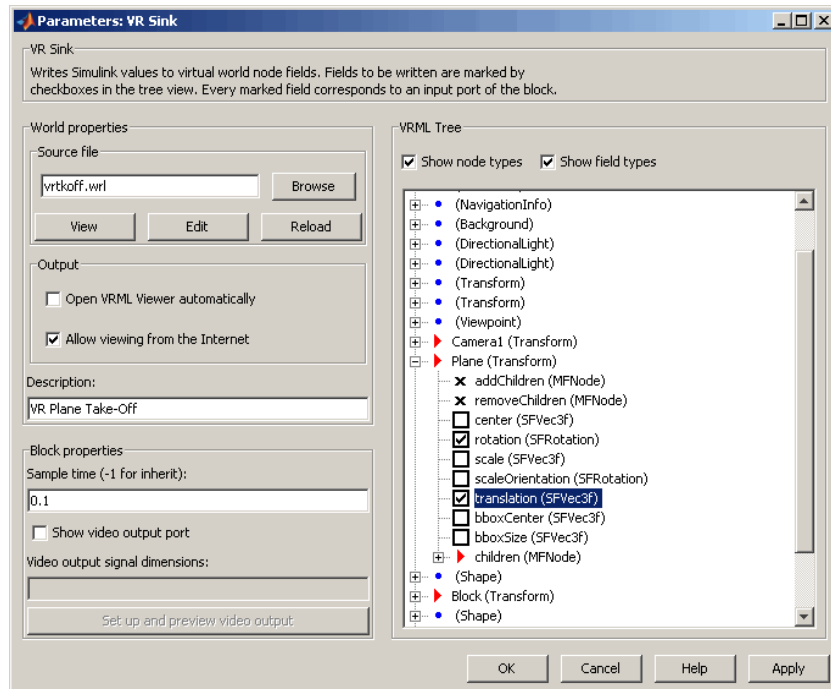 Parameters: VR Sink
VR Sink
Writes Simulink values to virtual world node fields. Fields to be written are marked by
checkboxes in the tree view. Every marked field corresponds to an input port of the block.
World properties
Source file
vrtkoff.wrl
Browse
View
Edit
Reload
Output
Open VRML Viewer automatically
Allow viewing from the Internet
Description:
VR Plane Take-Off
Block properties
Sample time (-1 for inherit):
0.1
Show video output port
Video output signal dimensions:
Set up and preview video output
VRML Tree
Show node types
Show field types
(NavigationInfo)
(Background)
(DirectionalLight)
(DirectionalLight)
(Transform)
(Transform)
(Viewpoint)
Camera1 (Transform)
Plane (Transform)
addChildren (MFNode)
removeChildren (MFNode)
center (SFVec3f)
rotation (SFRotation)
scale (SFVec3f)
scaleOrientation (SFRotation)
translation (SFVec3f)
bboxCenter (SFVec3f)
bboxSize (SFVec3f)
children (MFNode)
(Shape)
Block (Transform)
(Shape)
OK
Cancel
Help
Apply